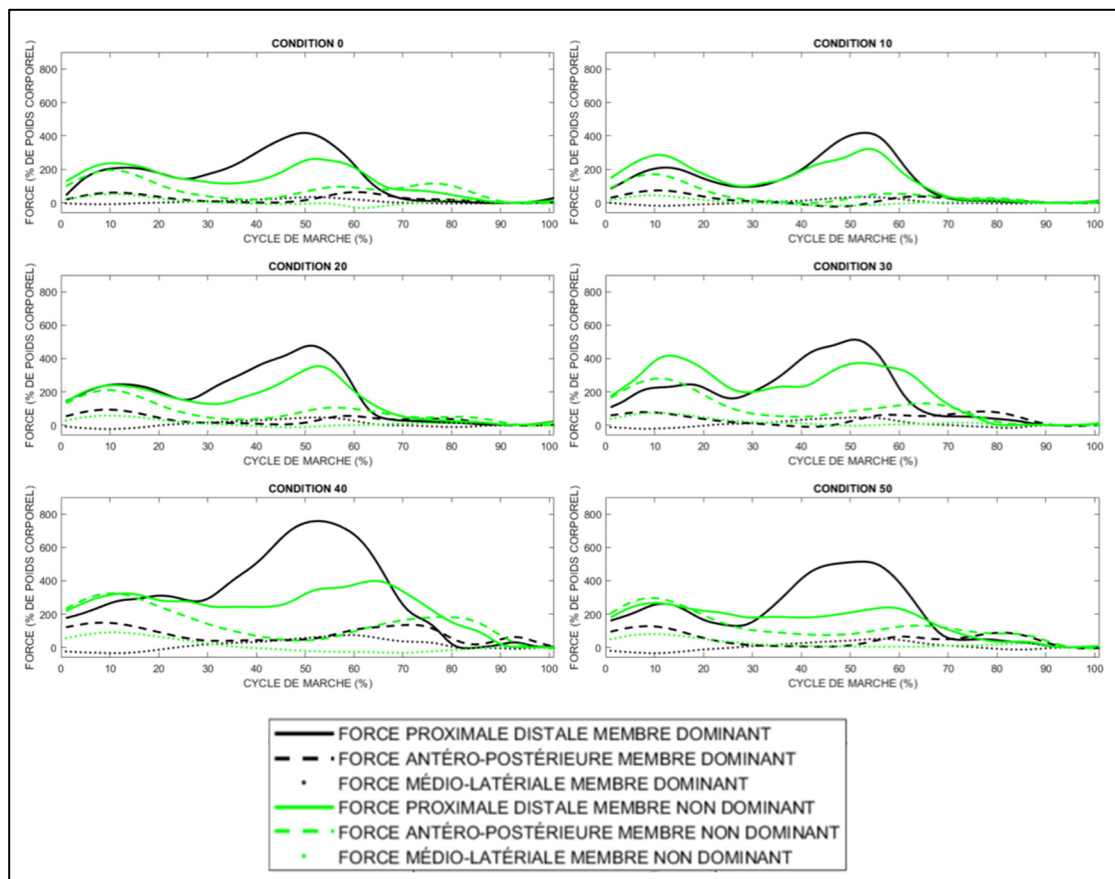 CONDITION 0
FORCE (% DE POIDS CORPOREL)
800
600
400
200
0
0 10 20 30 40 50 60 70 80 90 100
CYCLE DE MARCHE (%)
CONDITION 10
FORCE (% DE POIDS CORPOREL)
800
600
400
200
0
0 10 20 30 40 50 60 70 80 90 100
CYCLE DE MARCHE (%)
CONDITION 20
FORCE (% DE POIDS CORPOREL)
800
600
400
200
0
0 10 20 30 40 50 60 70 80 90 100
CYCLE DE MARCHE (%)
CONDITION 30
FORCE (% DE POIDS CORPOREL)
800
600
400
200
0
0 10 20 30 40 50 60 70 80 90 100
CYCLE DE MARCHE (%)
CONDITION 40
FORCE (% DE POIDS CORPOREL)
800
600
400
200
0
0 10 20 30 40 50 60 70 80 90 100
CYCLE DE MARCHE (%)
CONDITION 50
FORCE (% DE POIDS CORPOREL)
800
600
400
200
0
0 10 20 30 40 50 60 70 80 90 100
CYCLE DE MARCHE (%)
FORCE PROXIMALE DISTALE MEMBRE DOMINANT
FORCE ANTÉRO-POSTÉRIEURE MEMBRE DOMINANT
FORCE MÉDIO-LATÉRIALE MEMBRE DOMINANT
FORCE PROXIMALE DISTALE MEMBRE NON DOMINANT
FORCE ANTÉRO-POSTÉRIEURE MEMBRE NON DOMINANT
FORCE MÉDIO-LATÉRIALE MEMBRE NON DOMINANT